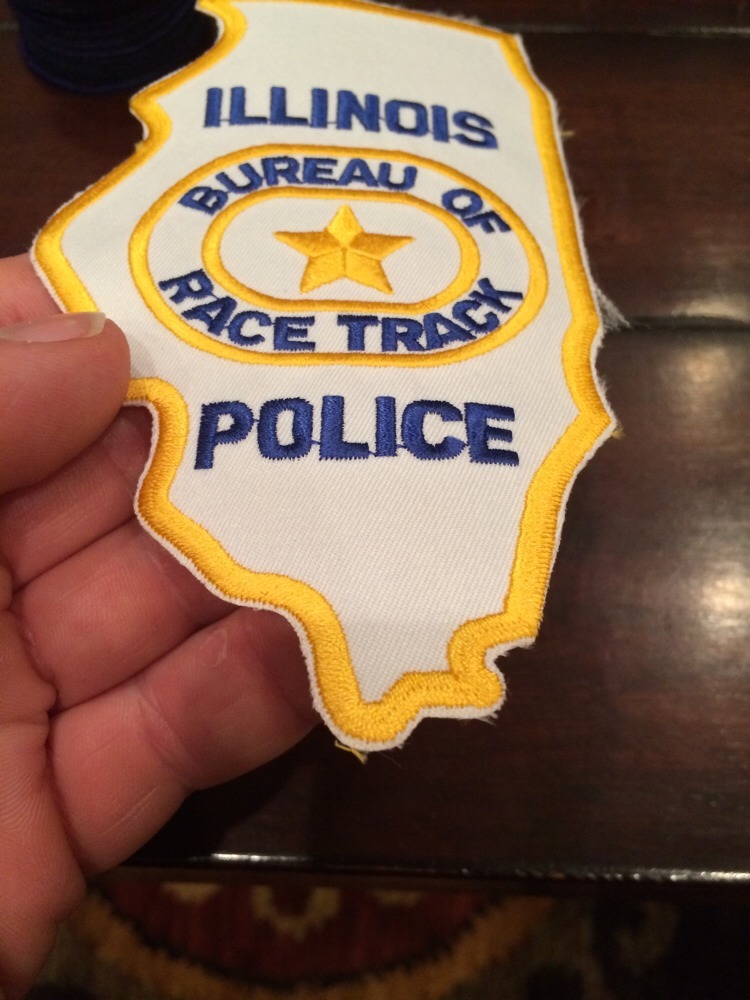 ILLINOIS
BUREAU OF
RACE TRACK
POLICE